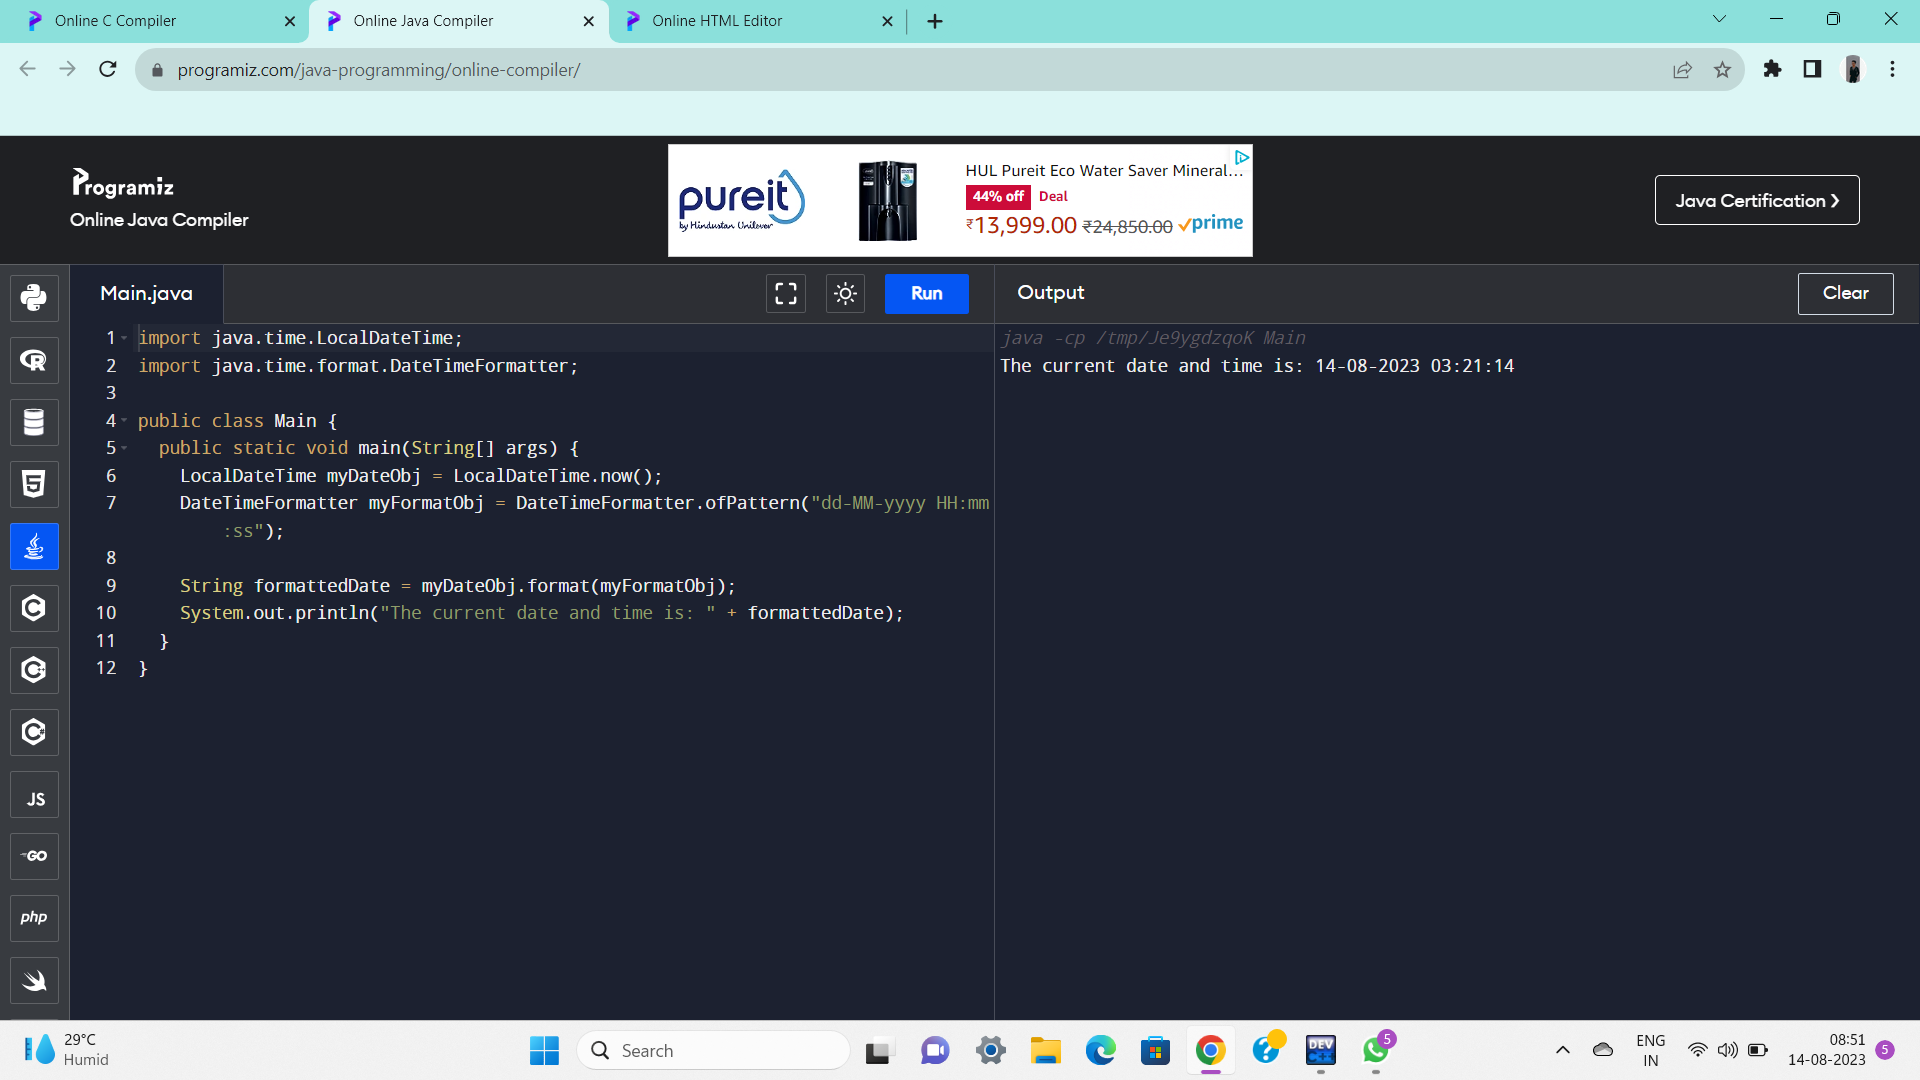 Online C Compiler
Online Java Compiler
Online HTML Editor
programiz.com/java-programming/online-compiler/
Programiz
Online Java Compiler
pureit
by Hindustan Unilever
HUL Pureit Eco Water Saver Mineral...
44% off Deal
₹13,999.00 ₹24,850.00 prime
Java Certification ❯
Main.java
Run
Output
Clear
1 import java.time.LocalDateTime;
2 import java.time.format.DateTimeFormatter;
3
4 public class Main {
5 public static void main(String[] args) {
6 LocalDateTime myDateObj = LocalDateTime.now();
7 DateTimeFormatter myFormatObj = DateTimeFormatter.ofPattern("dd-MM-yyyy HH:mm
:ss");
8
9 String formattedDate = myDateObj.format(myFormatObj);
10 System.out.println("The current date and time is: " + formattedDate);
11 }
12 }
java -cp /tmp/Je9ygdzqoK Main
The current date and time is: 14-08-2023 03:21:14
JS
GO
php
29°C
Humid
Search
DEV
C++
5
ENG
IN
08:51
14-08-2023
5